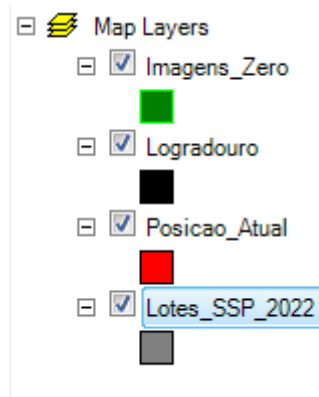 Map Layers
Imagens_Zero
Logradouro
Posicao_Atual
Lotes_SSP_2022